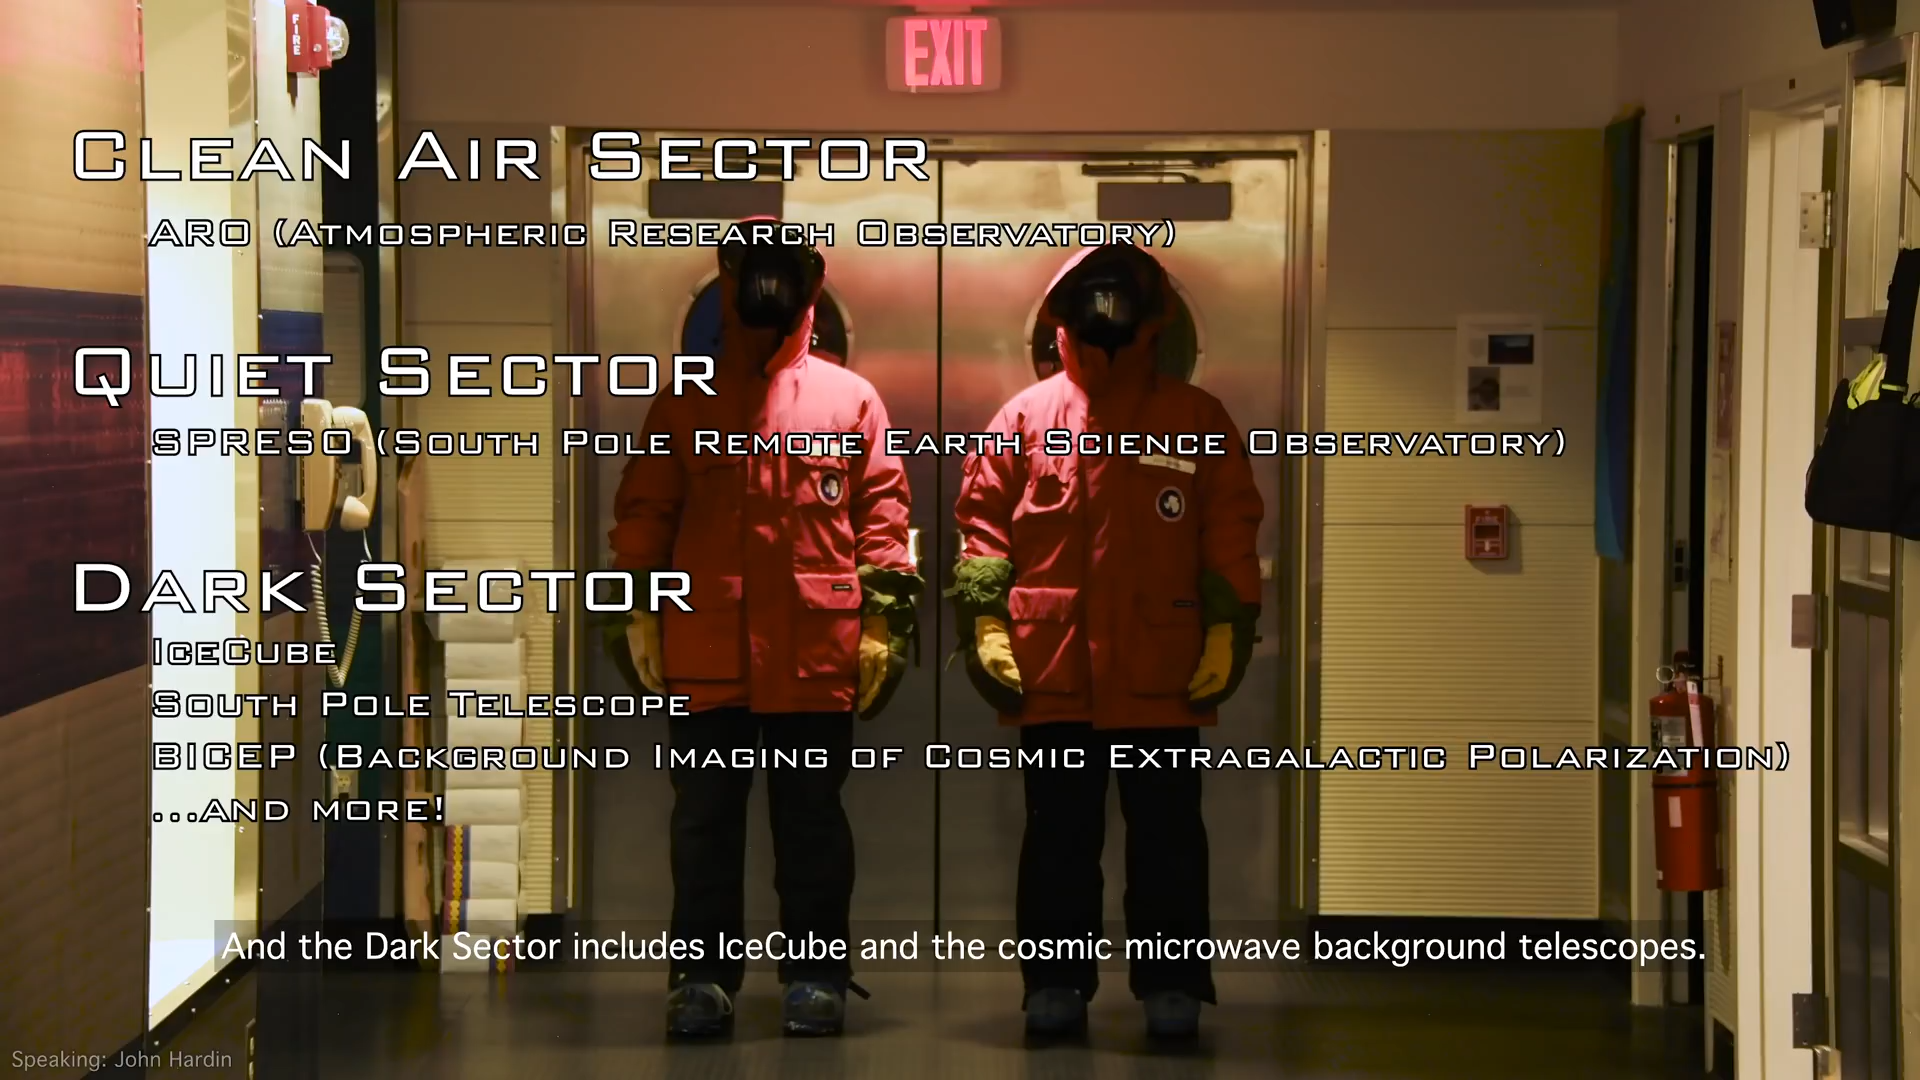 EXIT
FIRE
Clean Air Sector
ARO (Atmospheric Research Observatory)
Quiet Sector
SPRESO (South Pole Remote Earth Science Observatory)
FIRE
Dark Sector
IceCube
South Pole Telescope
BICEP (Background Imaging of Cosmic Extragalactic Polarization)
...and more!
And the Dark Sector includes IceCube and the cosmic microwave background telescopes.
Speaking: John Hardin